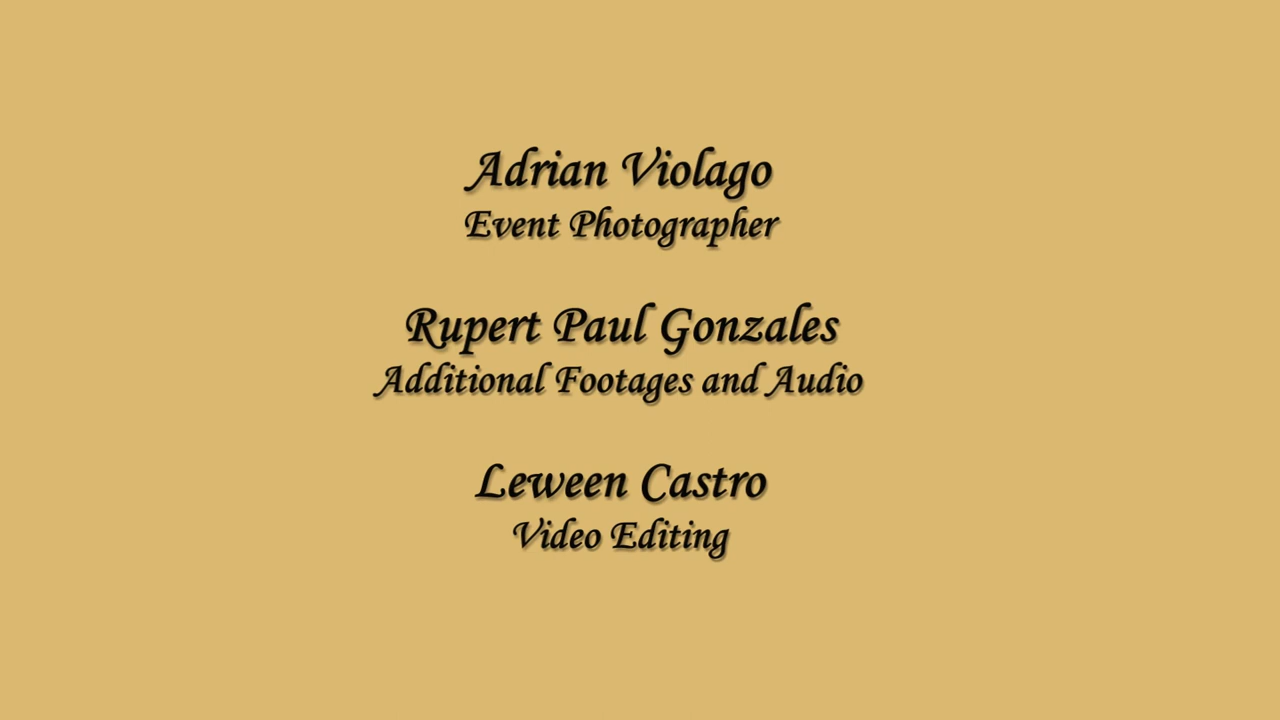 Adrian Violago
Event Photographer
Rupert Paul Gonzales
Additional Footages and Audio
Leween Castro
Video Editing